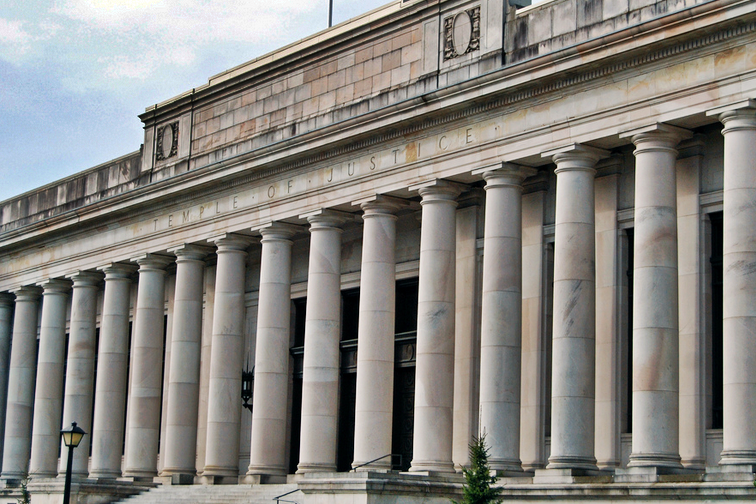 TEMPLE · OF · JUSTICE ·